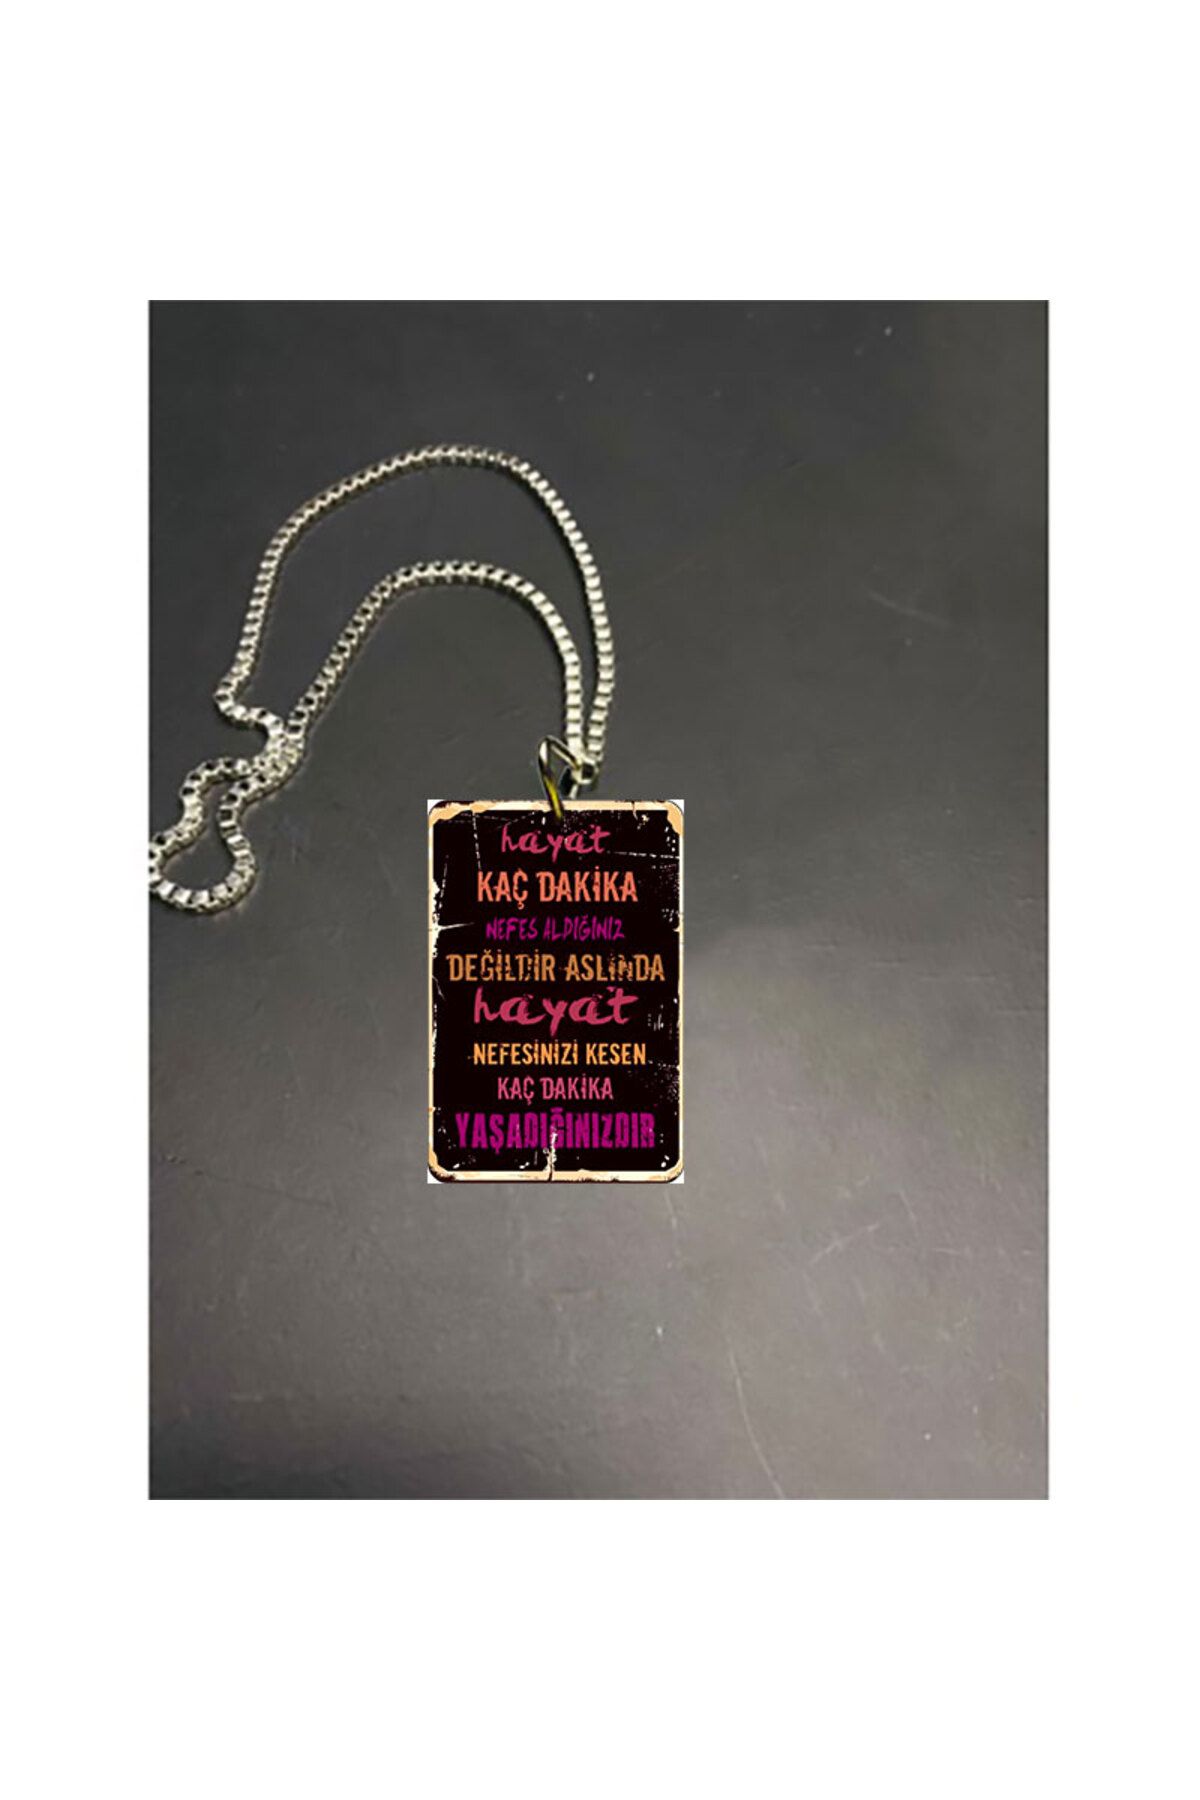 hayat
KAÇ DAKİKA
NEFES ALDIĞINIZ
DEĞİLDİR ASLINDA
hayat
NEFESİNİZİ KESEN
KAÇ DAKİKA
YAŞADIĞINIZDIR